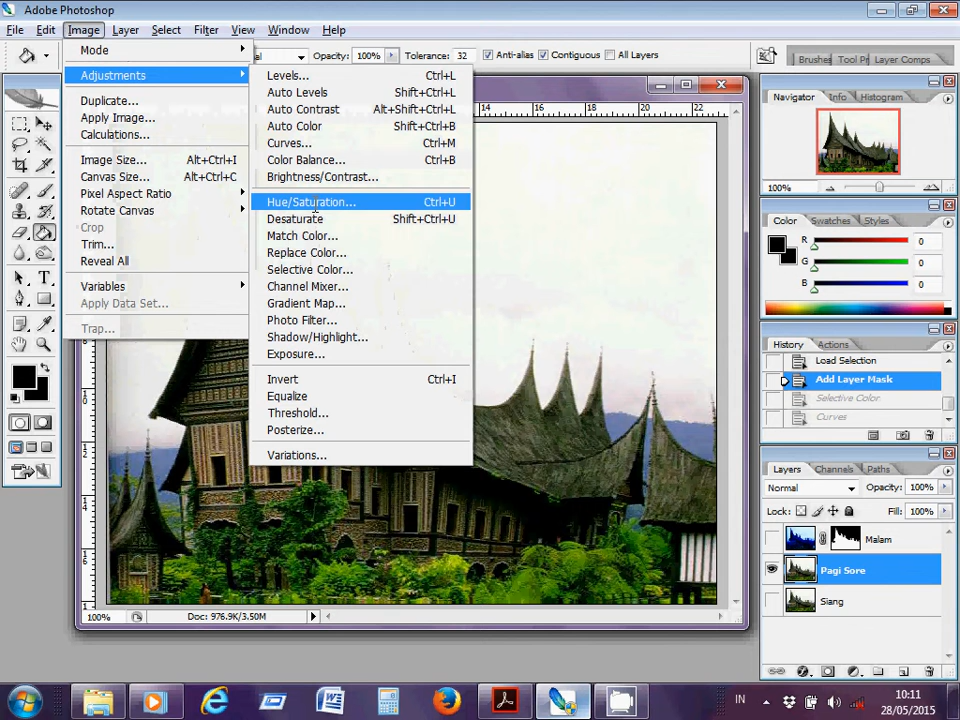 Adobe Photoshop
File Edit Image Layer Select Filter View Window Help
Opacity: 100% Tolerance: 32 Anti-alias Contiguous All Layers
Brushes Tool Pr Layer Comps
Mode
Adjustments
Duplicate...
Apply Image...
Calculations...
Image Size... Alt+Ctrl+I
Canvas Size... Alt+Ctrl+C
Pixel Aspect Ratio
Rotate Canvas
Crop
Trim...
Reveal All
Variables
Apply Data Set...
Trap...
Levels... Ctrl+L
Auto Levels Shift+Ctrl+L
Auto Contrast Alt+Shift+Ctrl+L
Auto Color Shift+Ctrl+B
Curves... Ctrl+M
Color Balance... Ctrl+B
Brightness/Contrast...
Hue/Saturation... Ctrl+U
Desaturate Shift+Ctrl+U
Match Color...
Replace Color...
Selective Color...
Channel Mixer...
Gradient Map...
Photo Filter...
Shadow/Highlight...
Exposure...
Invert Ctrl+I
Equalize
Threshold...
Posterize...
Variations...
14 16 18 20 22
100% Doc: 976.9K/3.50M
Navigator Info Histogram
100%
Color Swatches Styles
R 0
G 0
B 0
History Actions
Load Selection
Add Layer Mask
Selective Color
Curves
Layers Channels Paths
Normal Opacity: 100%
Lock: Fill: 100%
Malam
Pagi Sore
Siang
IN
10:11
28/05/2015